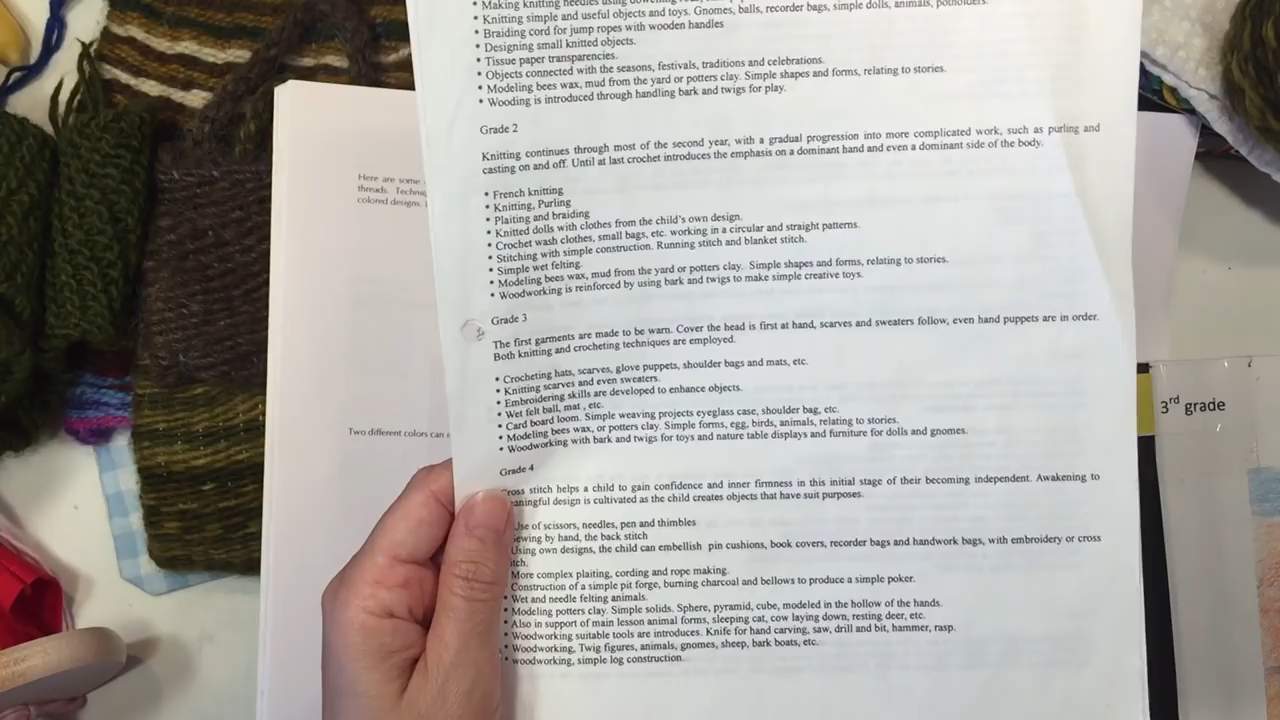 • Making knitting needles using
• Knitting simple and useful objects and toys. Gnomes, balls, recorder bags, simple dolls, animals, potholders.
• Braiding cord for jump ropes with wooden handles
• Designing small knitted objects.
• Tissue paper transparencies.
• Objects connected with the seasons, festivals, traditions and celebrations.
• Modeling bees wax, mud from the yard or potters clay. Simple shapes and forms, relating to stories.
• Wooding is introduced through handling bark and twigs for play.
Grade 2
Knitting continues through most of the second year, with a gradual progression into more complicated work, such as purling and
casting on and off. Until at last crochet introduces the emphasis on a dominant hand and even a dominant side of the body.
• French knitting
• Knitting, Purling
• Plaiting and braiding
• Knitted dolls with clothes from the child's own design.
• Crochet wash clothes, small bags, etc. working in a circular and straight patterns.
• Stitching with simple construction. Running stitch and blanket stitch.
• Simple wet felting.
• Modeling bees wax, mud from the yard or potters clay. Simple shapes and forms, relating to stories.
• Woodworking is reinforced by using bark and twigs to make simple creative toys.
Grade 3
The first garments are made to be warn. Cover the head is first at hand, scarves and sweaters follow, even hand puppets are in order.
Both knitting and crocheting techniques are employed.
• Crocheting hats, scarves, glove puppets, shoulder bags and mats, etc.
• Knitting scarves and even sweaters.
• Embroidering skills are developed to enhance objects.
• Wet felt ball, mat , etc.
• Card board loom. Simple weaving projects eyeglass case, shoulder bag, etc.
• Modeling bees wax, or potters clay. Simple forms, egg, birds, animals, relating to stories.
• Woodworking with bark and twigs for toys and nature table displays and furniture for dolls and gnomes.
Grade 4
ross stitch helps a child to gain confidence and inner firmness in this initial stage of their becoming independent. Awakening to
aningful design is cultivated as the child creates objects that have suit purposes.
Use of scissors, needles, pen and thimbles
ewing by hand, the back stitch
Using own designs, the child can embellish pin cushions, book covers, recorder bags and handwork bags, with embroidery or cross
itch.
More complex plaiting, cording and rope making.
Construction of a simple pit forge, burning charcoal and bellows to produce a simple poker.
• Wet and needle felting animals.
• Modeling potters clay. Simple solids. Sphere, pyramid, cube, modeled in the hollow of the hands.
• Also in support of main lesson animal forms, sleeping cat, cow laying down, resting deer, etc.
• Woodworking suitable tools are introduces. Knife for hand carving, saw, drill and bit, hammer, rasp.
• Woodworking, Twig figures, animals, gnomes, sheep, bark boats, etc.
• woodworking, simple log construction.
Here are some
threads. Techniq
colored designs.
Two different colors can
3rd grade